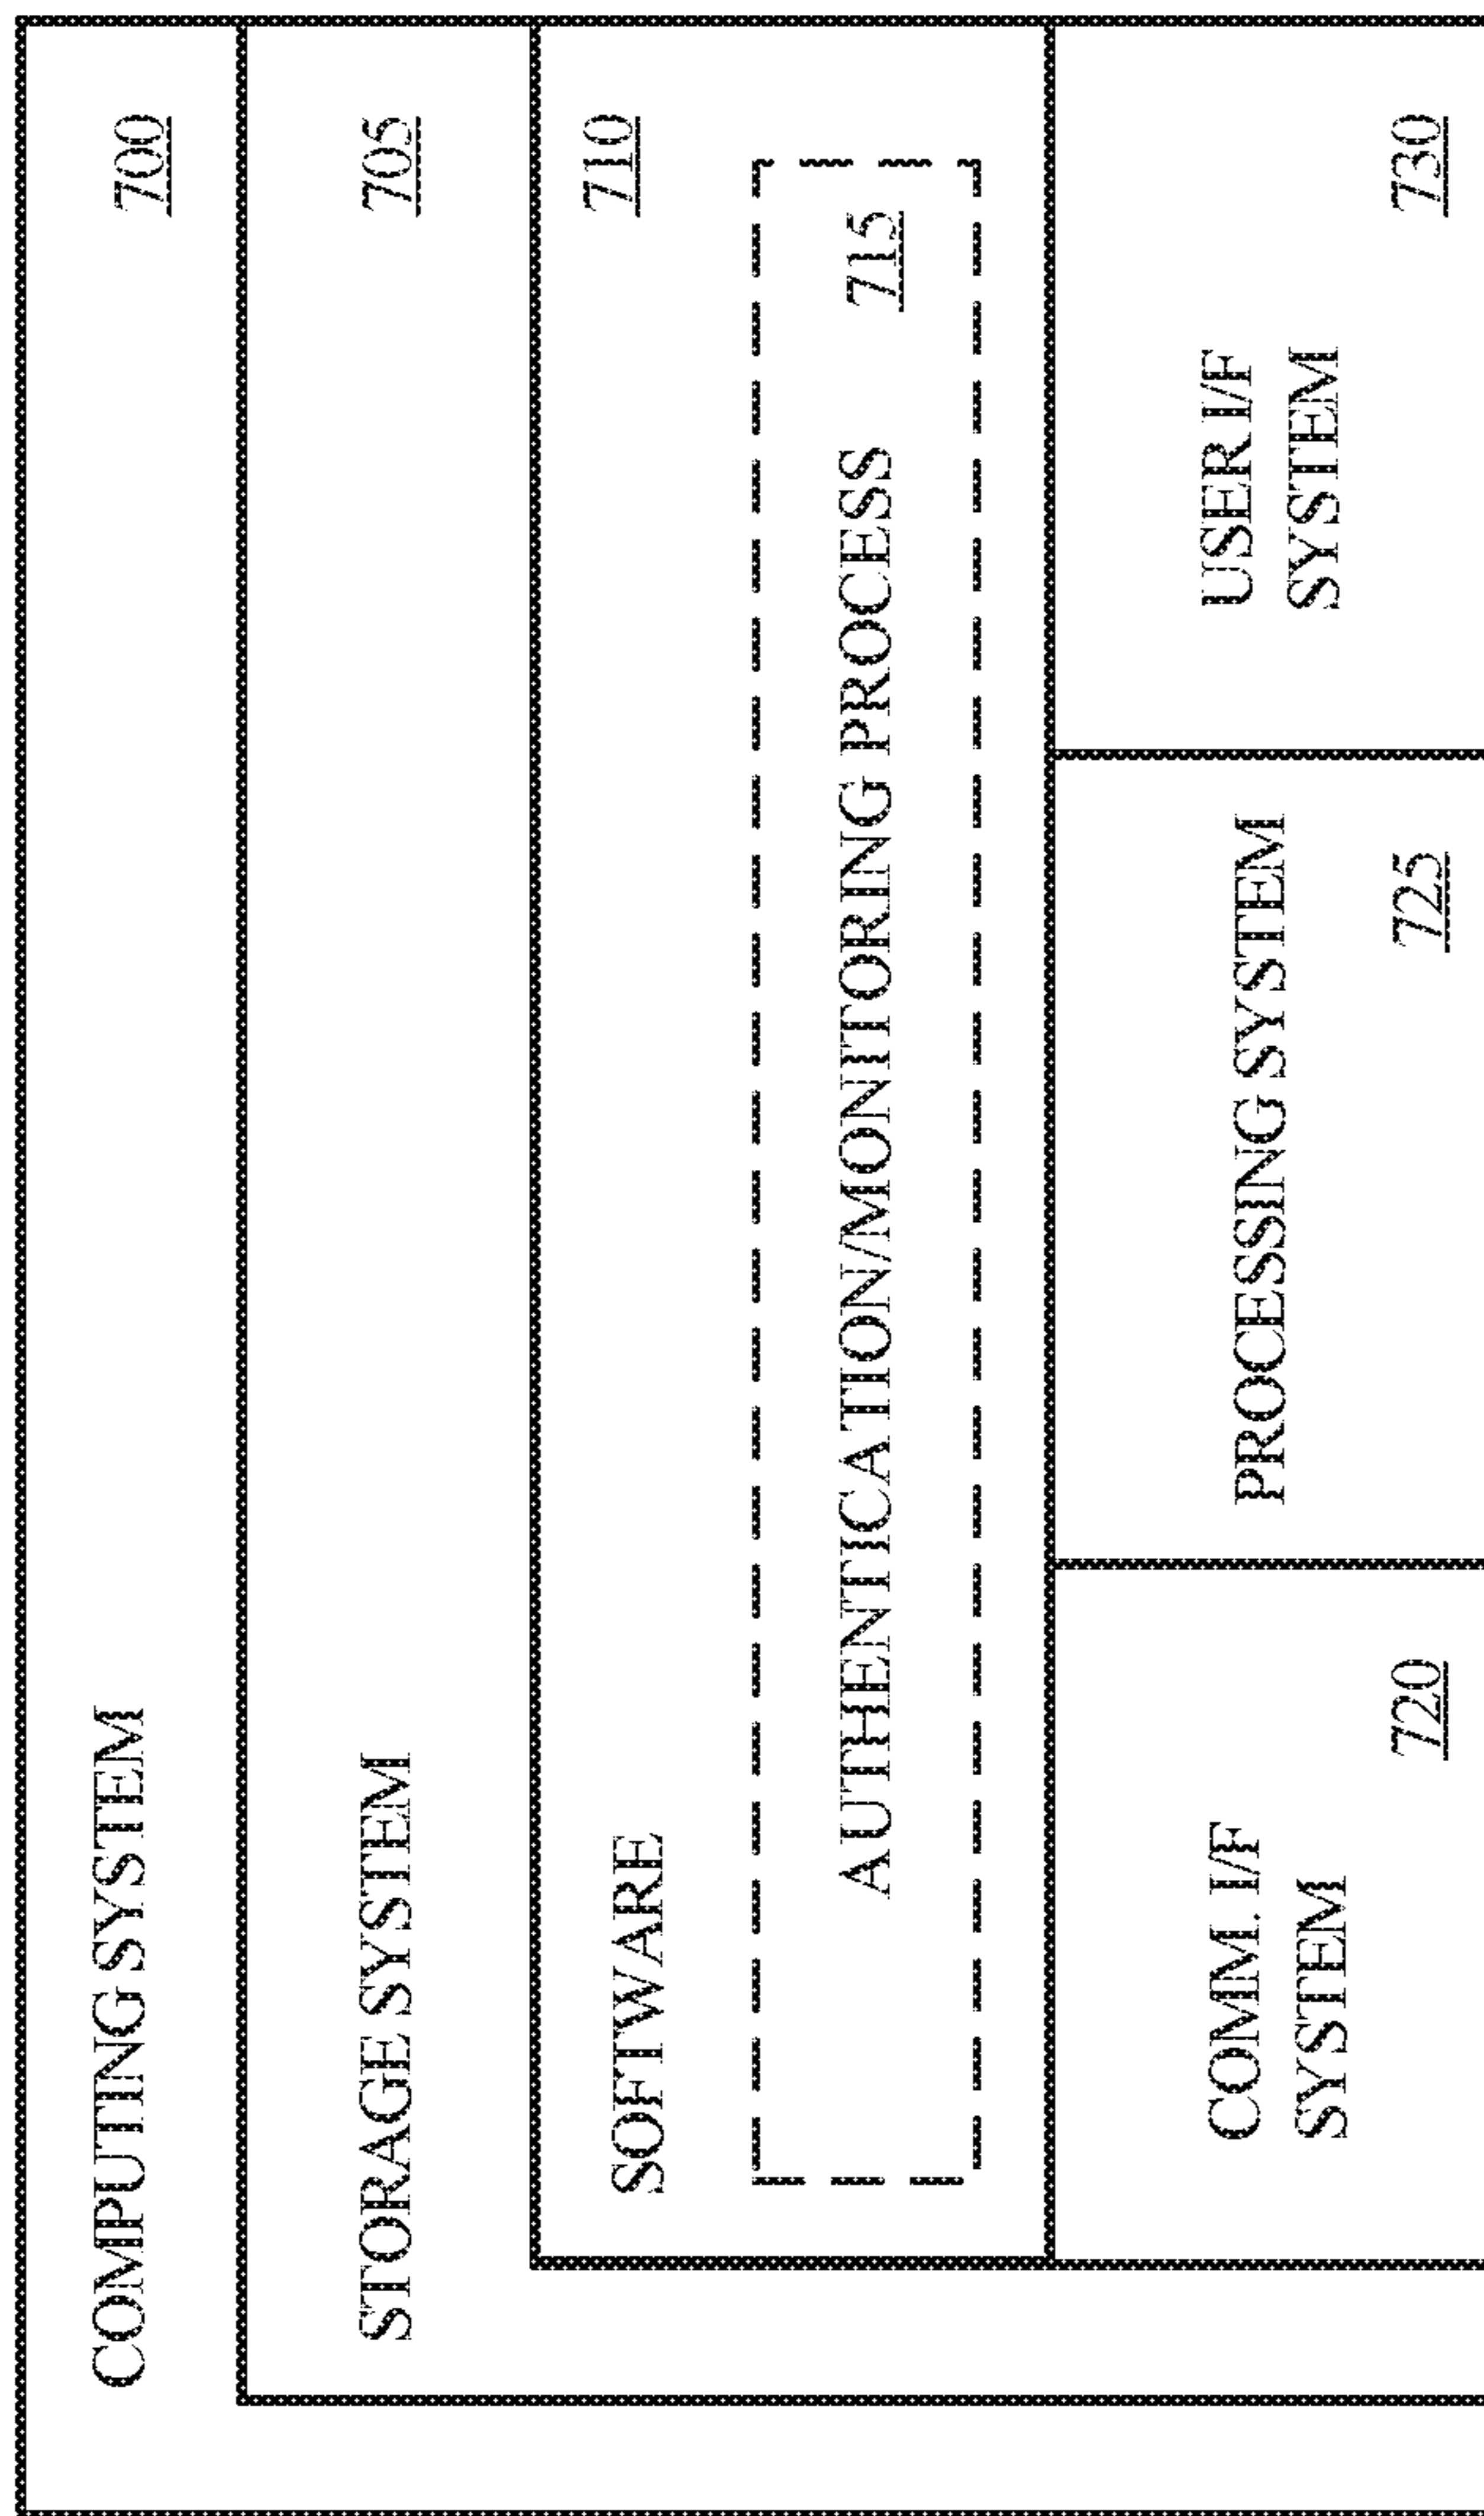 COMPUTING SYSTEM
700
STORAGE SYSTEM
705
SOFTWARE
710
AUTHENTICATION/MONITORING PROCESS
715
COMM. I/F
SYSTEM
720
PROCESSING SYSTEM
725
USER I/F
SYSTEM
730